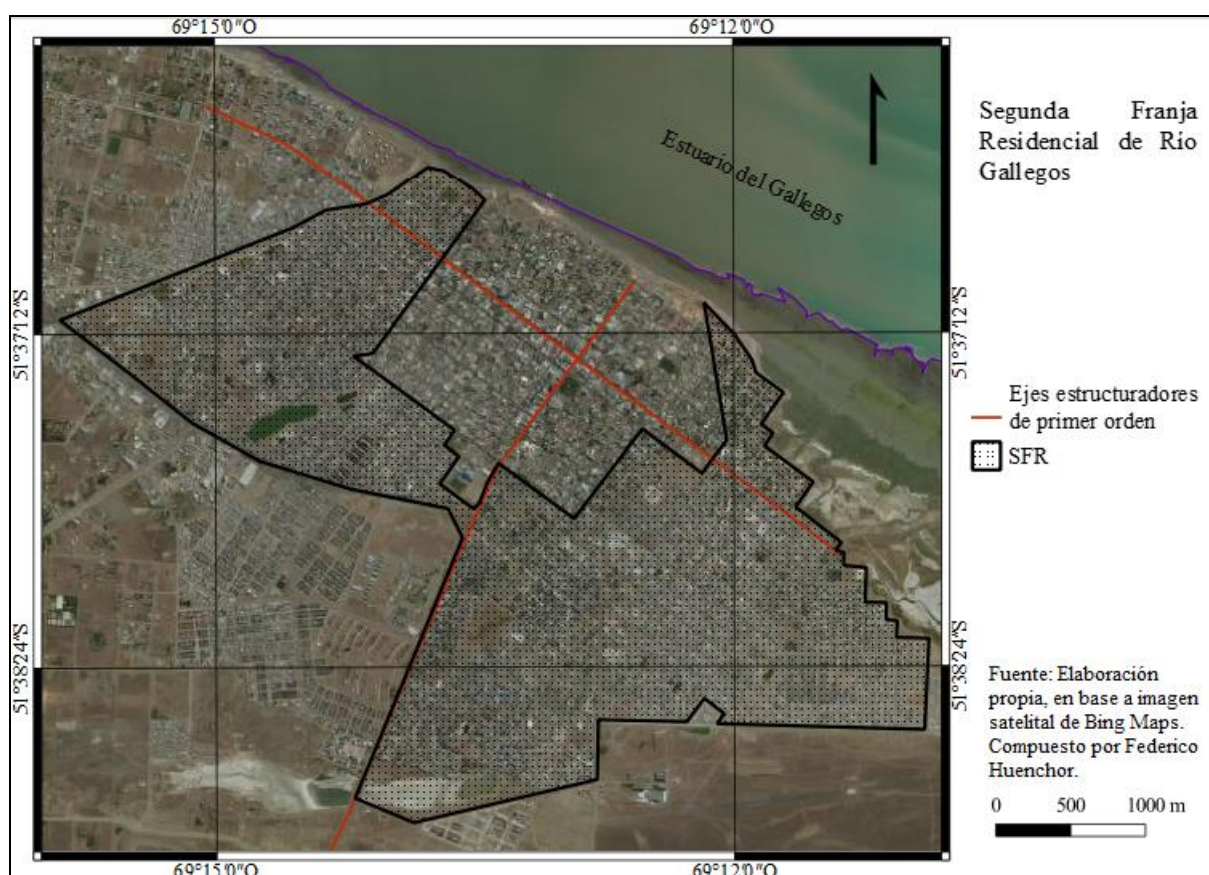 69°15'0"O
69°12'0"O
Estuario del Gallegos
Segunda Franja
Residencial de Río
Gallegos
51°37'12"S
51°37'12"S
Ejes estructuradores
de primer orden
SFR
51°38'24"S
51°38'24"S
Fuente: Elaboración
propia, en base a imagen
satelital de Bing Maps.
Compuesto por Federico
Huenchor.
0 500 1000 m
69°15'0"O
69°12'0"O